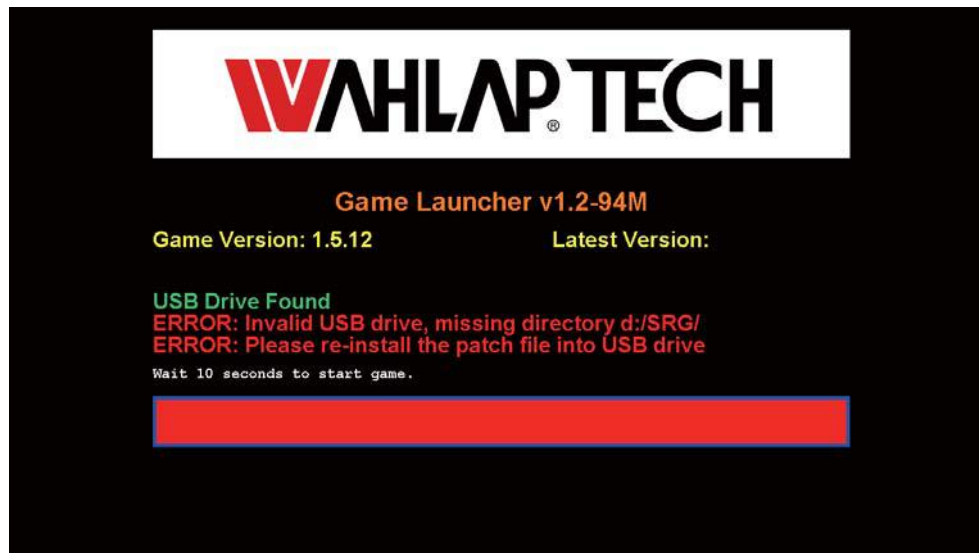 WAHLAP TECH
®
Game Launcher v1.2-94M
Game Version: 1.5.12
Latest Version:
USB Drive Found
ERROR: Invalid USB drive, missing directory d:/SRG/
ERROR: Please re-install the patch file into USB drive
Wait 10 seconds to start game.